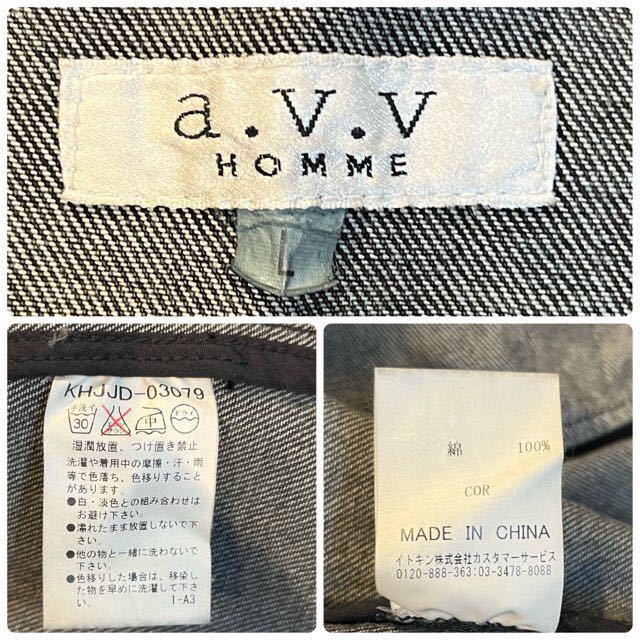 a.v.v
HOMME
L
KHJJD-03079
手洗イ
30
中
ドライ
湿潤放置、つけ置き禁止
洗濯や着用中の摩擦・汗・雨
等で色落ち、色移りすること
があります。
●白・淡色との組み合わせは
お避け下さい。
●濡れたまま放置しないで下
さい。
●他の物と一緒に洗わないで
下さい。
●色移りした場合は、移染し
た物を早めに洗濯して下さい。
1-A3
綿 100%
COR
MADE IN CHINA
イトキン株式会社カスタマーサービス
0120-888-363:03-3478-8088